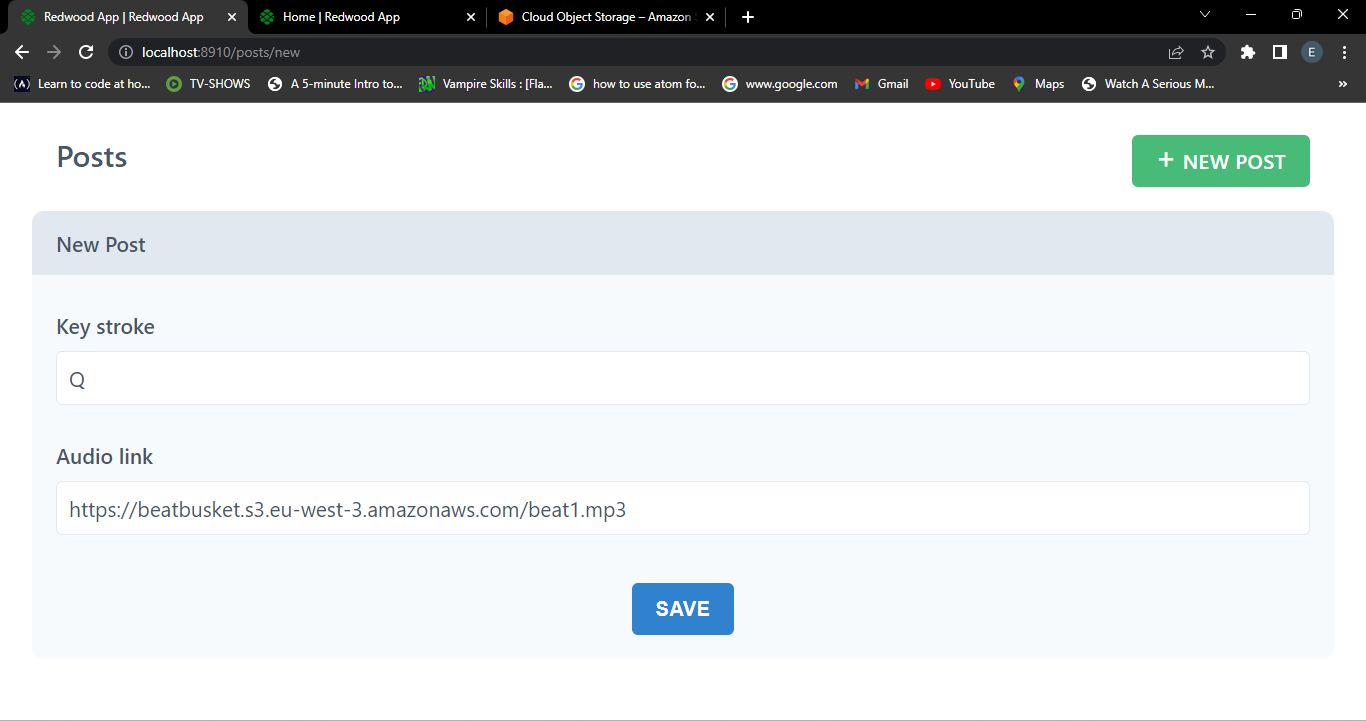 Redwood App | Redwood App
Home | Redwood App
Cloud Object Storage – Amazon
localhost:8910/posts/new
E
Learn to code at ho...
TV-SHOWS
A 5-minute Intro to...
Vampire Skills : [Fla...
how to use atom fo...
www.google.com
Gmail
YouTube
Maps
Watch A Serious M...
»
Posts
+ NEW POST
New Post
Key stroke
Q
Audio link
https://beatbusket.s3.eu-west-3.amazonaws.com/beat1.mp3
SAVE